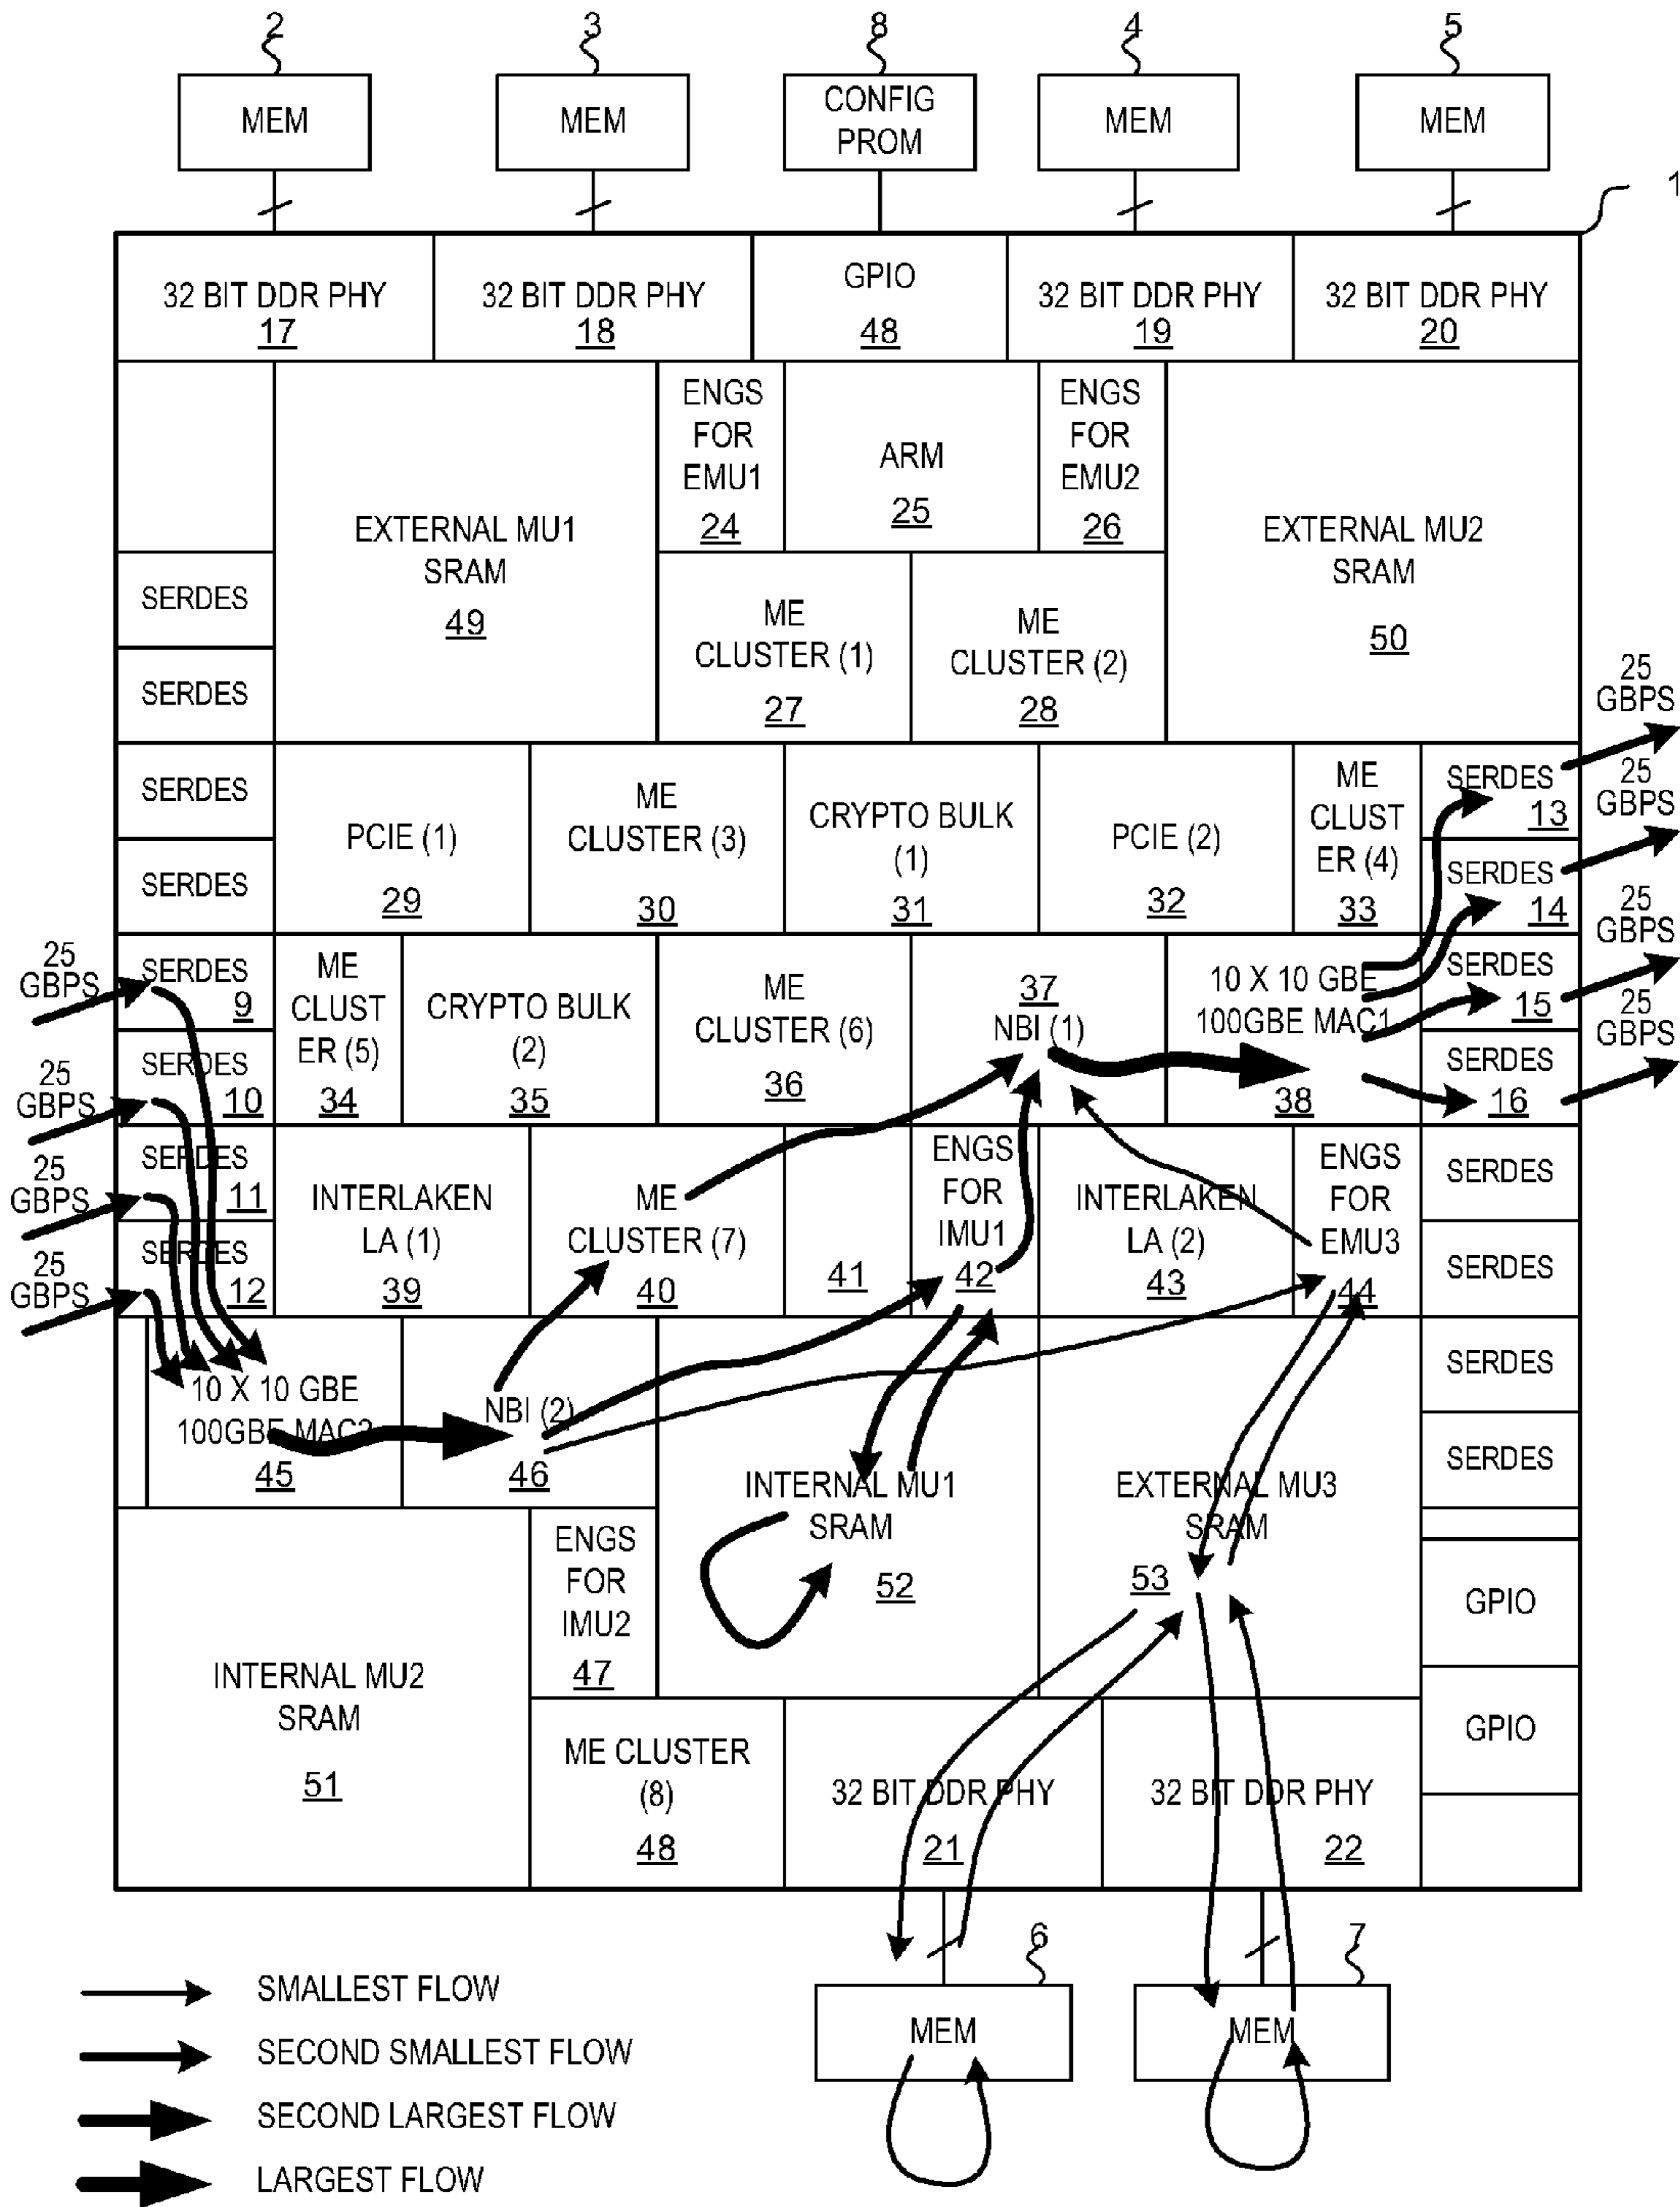 2
3
8
4
5
MEM
MEM
CONFIG
PROM
MEM
MEM
1
32 BIT DDR PHY
17
32 BIT DDR PHY
18
GPIO
48
32 BIT DDR PHY
19
32 BIT DDR PHY
20
EXTERNAL MU1
SRAM
49
ENGS
FOR
EMU1
24
ARM
25
ENGS
FOR
EMU2
26
EXTERNAL MU2
SRAM
50
SERDES
SERDES
ME
CLUSTER (1)
27
ME
CLUSTER (2)
28
25
GBPS
SERDES
SERDES
PCIE (1)
29
ME
CLUSTER (3)
30
CRYPTO BULK
(1)
31
PCIE (2)
32
ME
CLUST
ER (4)
33
SERDES
13
25
GBPS
SERDES
14
25
GBPS
25
GBPS
SERDES
9
25
GBPS
SERDES
10
ME
CLUST
ER (5)
34
CRYPTO BULK
(2)
35
ME
CLUSTER (6)
36
37
NBI (1)
10 X 10 GBE
100GBE MAC1
38
SERDES
15
25
GBPS
SERDES
16
25
GBPS
SERDES
11
25
GBPS
SERDES
12
INTERLAKEN
LA (1)
39
ME
CLUSTER (7)
40
41
ENGS
FOR
IMU1
42
INTERLAKEN
LA (2)
43
ENGS
FOR
EMU3
44
SERDES
SERDES
10 X 10 GBE
100GBE MAC2
45
NBI (2)
46
INTERNAL MU1
SRAM
52
EXTERNAL MU3
SRAM
53
SERDES
SERDES
ENGS
FOR
IMU2
47
GPIO
INTERNAL MU2
SRAM
51
GPIO
ME CLUSTER
(8)
48
32 BIT DDR PHY
21
32 BIT DDR PHY
22
6
7
MEM
MEM
SMALLEST FLOW
SECOND SMALLEST FLOW
SECOND LARGEST FLOW
LARGEST FLOW